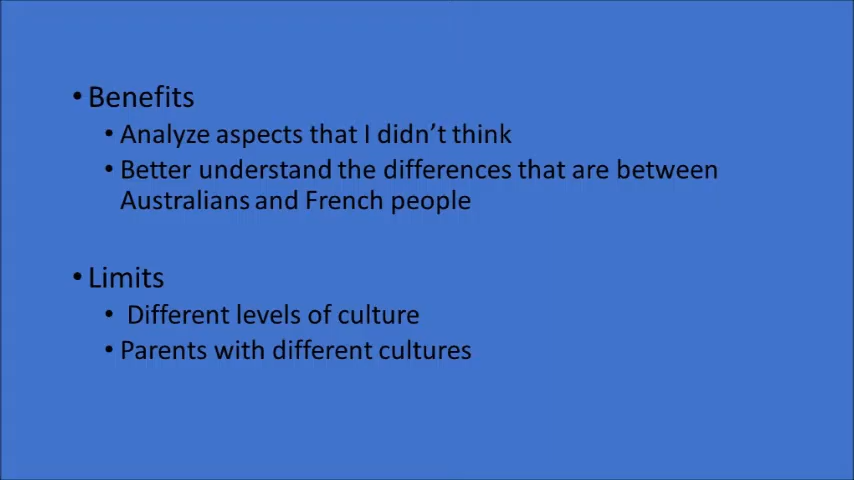 • Benefits
• Analyze aspects that I didn’t think
• Better understand the differences that are between
Australians and French people
• Limits
• Different levels of culture
• Parents with different cultures